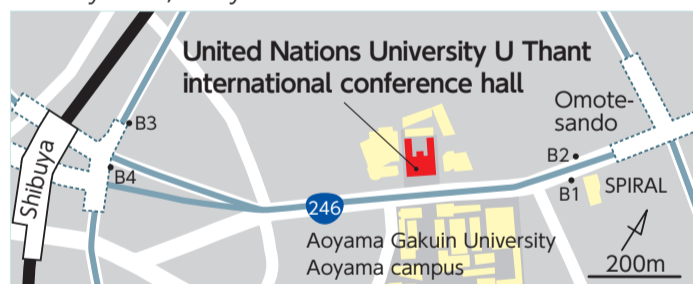 United Nations University U Thant
international conference hall
Omote-
sando
B3
B2
B4
B1
SPIRAL
Shibuya
246
Aoyama Gakuin University
Aoyama campus
200m